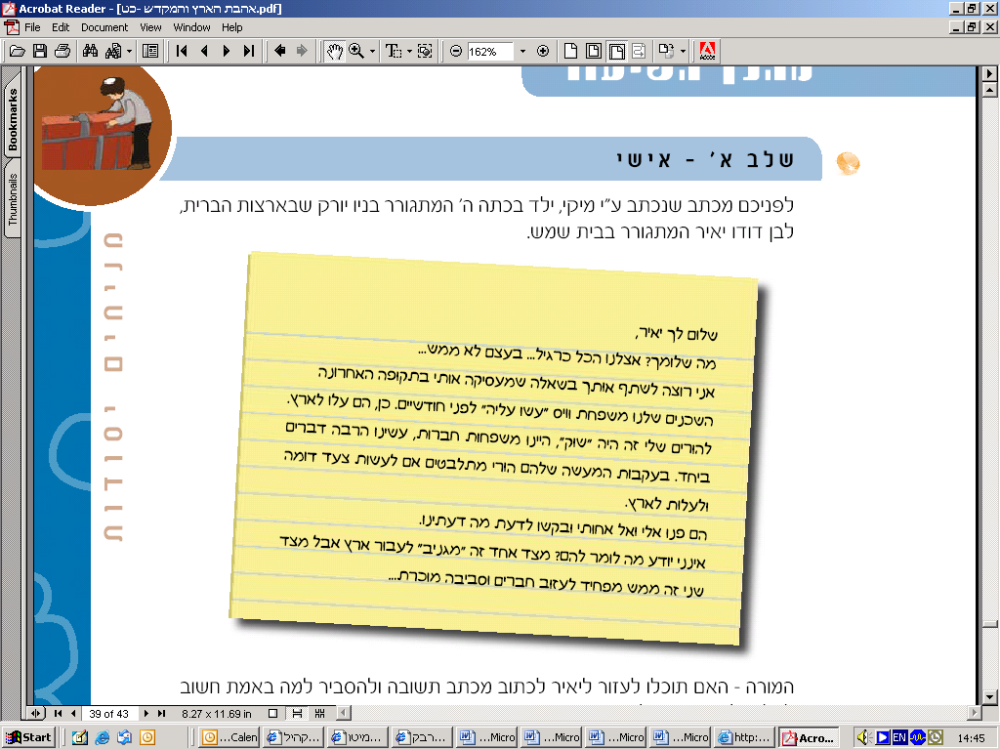 Acrobat Reader - [אהבת הארץ והמקדש -כט.pdf]
File Edit Document View Window Help
162%
Bookmarks
Thumbnails
מהלך השיעור
שלב א' - אישי
לפניכם מכתב שנכתב ע"י מיקי, ילד בכתה ה' המתגורר בניו יורק שבארצות הברית,
לבן דודו יאיר המתגורר בבית שמש.
מניחים יסודות
שלום לך יאיר,
מה שלומך? אצלנו הכל כרגיל... בעצם לא ממש...
אני רוצה לשתף אותך בשאלה שמעסיקה אותי בתקופה האחרונה
השכנים שלנו משפחת וויס "עשו עליה" לפני חודשיים. כן, הם עלו לארץ.
להורים שלי זה היה "שוק", היינו משפחות חברות, עשינו הרבה דברים
ביחד. בעקבות המעשה שלהם הורי מתלבטים אם לעשות צעד דומה
ולעלות לארץ.
הם פנו אלי ואל אחותי ובקשו לדעת מה דעתינו.
אינני יודע מה לומר להם? מצד אחד זה "מגניב" לעבור ארץ אבל מצד
שני זה ממש מפחיד לעזוב חברים וסביבה מוכרת...
המורה - האם תוכלו לעזור ליאיר לכתוב מכתב תשובה ולהסביר למה באמת חשוב
39 of 43 8.27 x 11.69 in
Start ...Calen ...קהיל ...מיטו ...רבק ...Micro ...Micro ...Micro ...Micro http:... Acro... EN 14:45